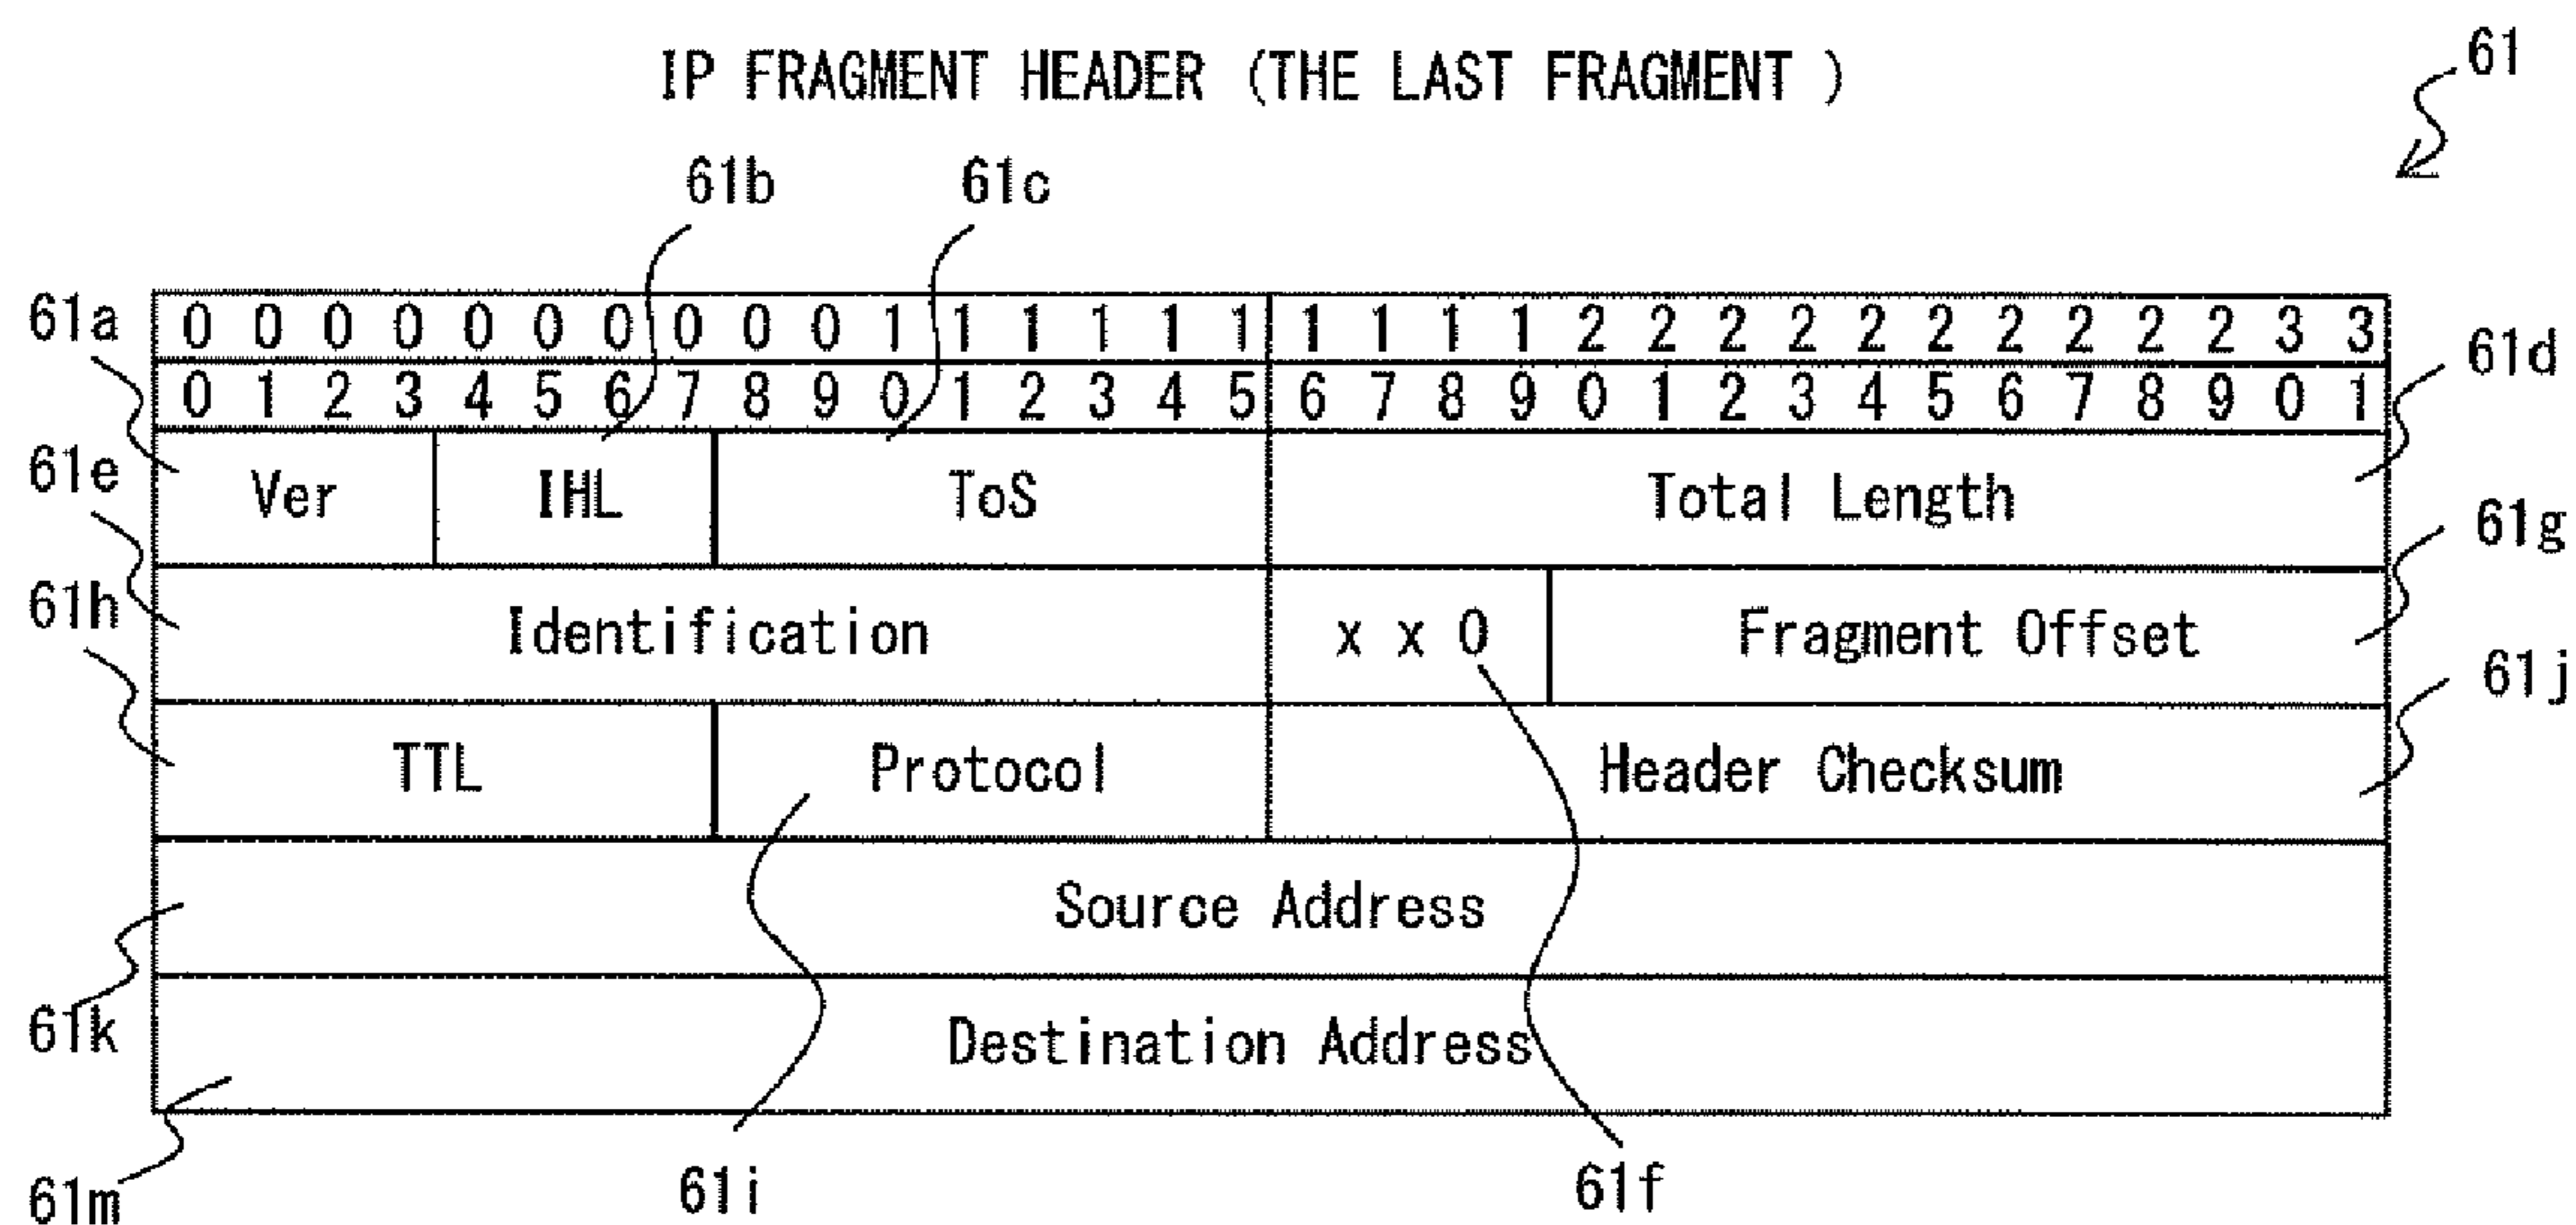 IP FRAGMENT HEADER (THE LAST FRAGMENT )
61
61b 61c
61a 0 0 0 0 0 0 0 0 0 0 1 1 1 1 1 1 1 1 1 1 2 2 2 2 2 2 2 2 2 2 3 3
0 1 2 3 4 5 6 7 8 9 0 1 2 3 4 5 6 7 8 9 0 1 2 3 4 5 6 7 8 9 0 1 61d
61e Ver IHL ToS Total Length
61g
61h Identification x x 0 Fragment Offset
61j
TTL Protocol Header Checksum
Source Address
61k Destination Address
61m 61i 61f